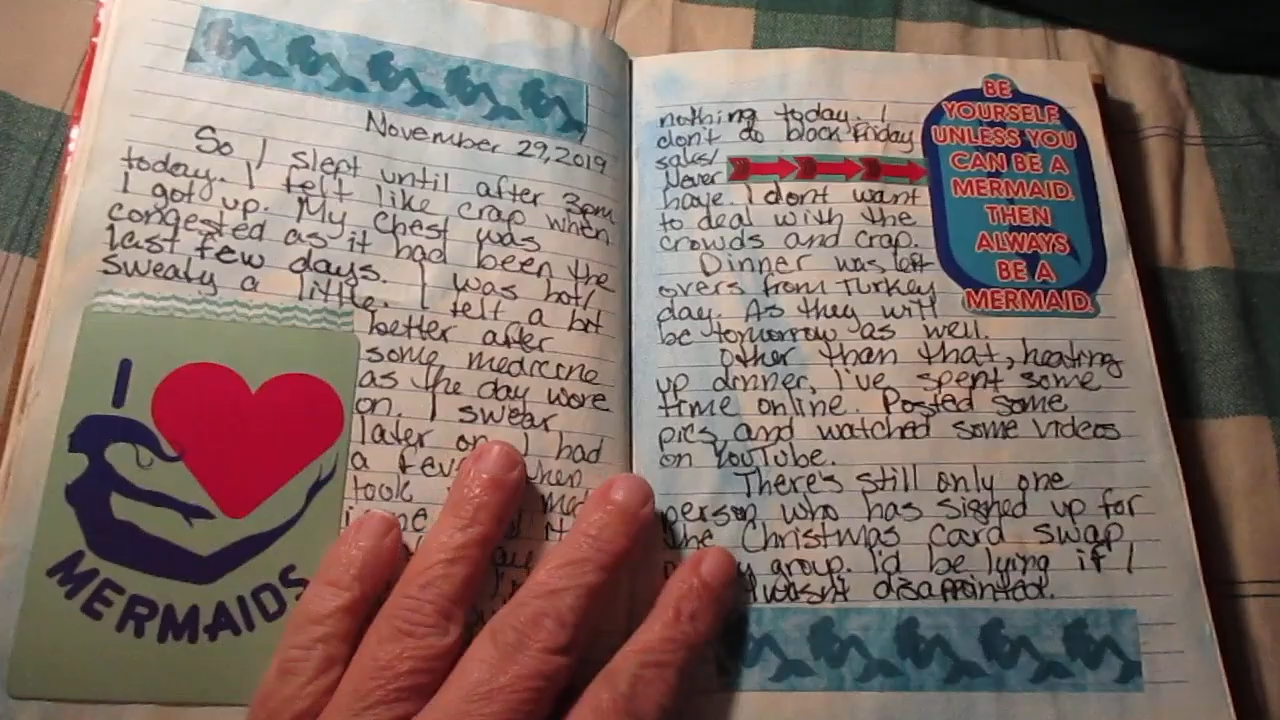 November 29, 2019
So I slept until after 3pm
today. I felt like crap when
I got up. My chest was
congested as it had been the
last few days. I was hot/
sweaty a little. I felt a bit
better after
some medicine
as the day wore
on. I swear
later on I had
a
took
I
MERMAIDS
nothing today. I
don't do block Friday
sales/
Never
have. I dont want
to deal with the
crowds and crap.
Dinner was left
overs from Turkey
day. As they will
be tomorrow as well.
Other than that, heating
up dinner, I've spent some
time online. Posted some
pics and watched some videos
on YouTube.
There's still only one
person who has signed up for
the Christmas card swap
group. I'd be lying if I
wasn't disappointed.
BE
YOURSELF
UNLESS YOU
CAN BE A
MERMAID.
THEN
ALWAYS
BE A
MERMAID.